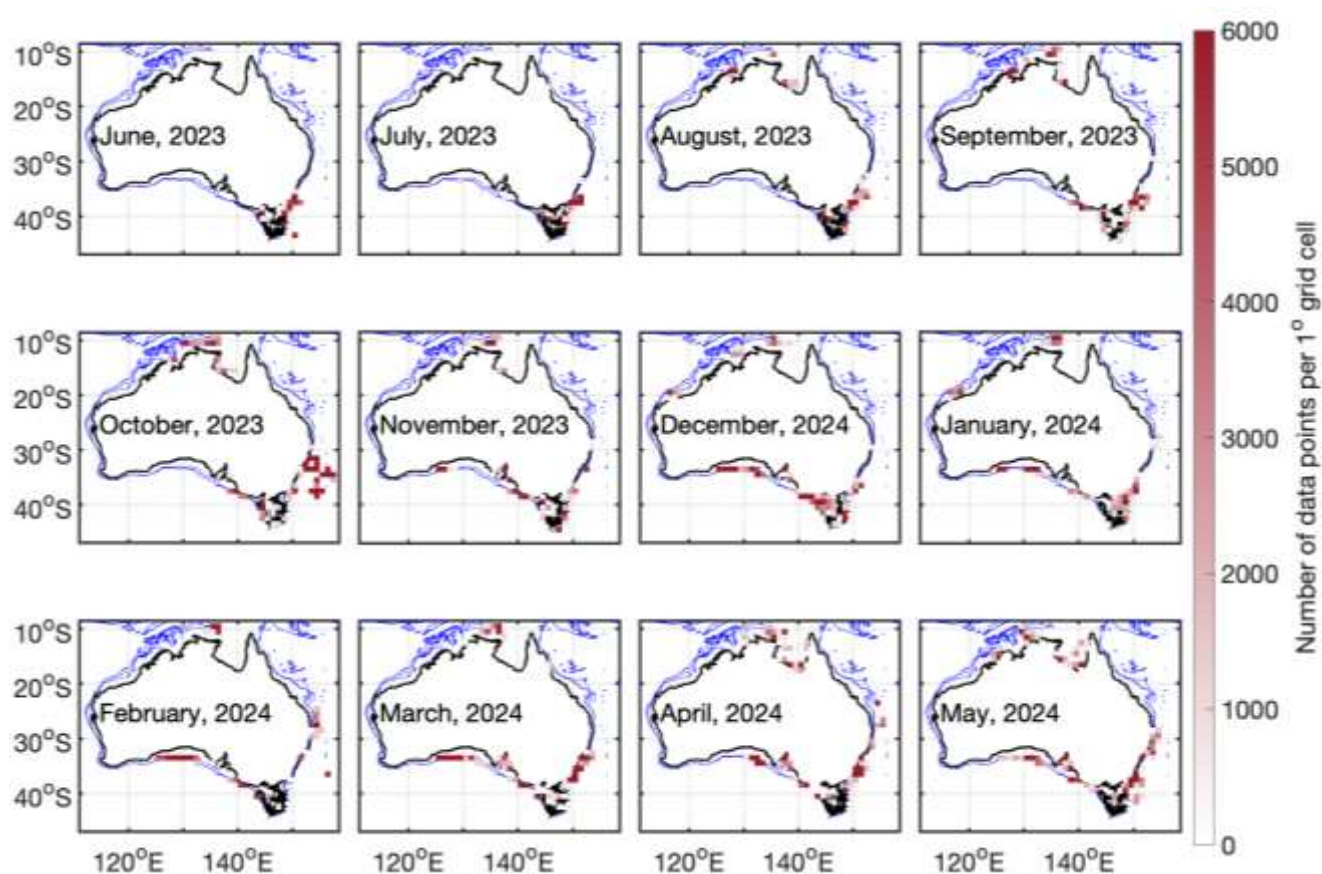 10°S
20°S
30°S
40°S
June, 2023
July, 2023
August, 2023
September, 2023
10°S
20°S
30°S
40°S
October, 2023
November, 2023
December, 2024
January, 2024
10°S
20°S
30°S
40°S
February, 2024
March, 2024
April, 2024
May, 2024
120°E 140°E
120°E 140°E
120°E 140°E
120°E 140°E
6000
5000
4000
3000
2000
1000
0
Number of data points per 1° grid cell